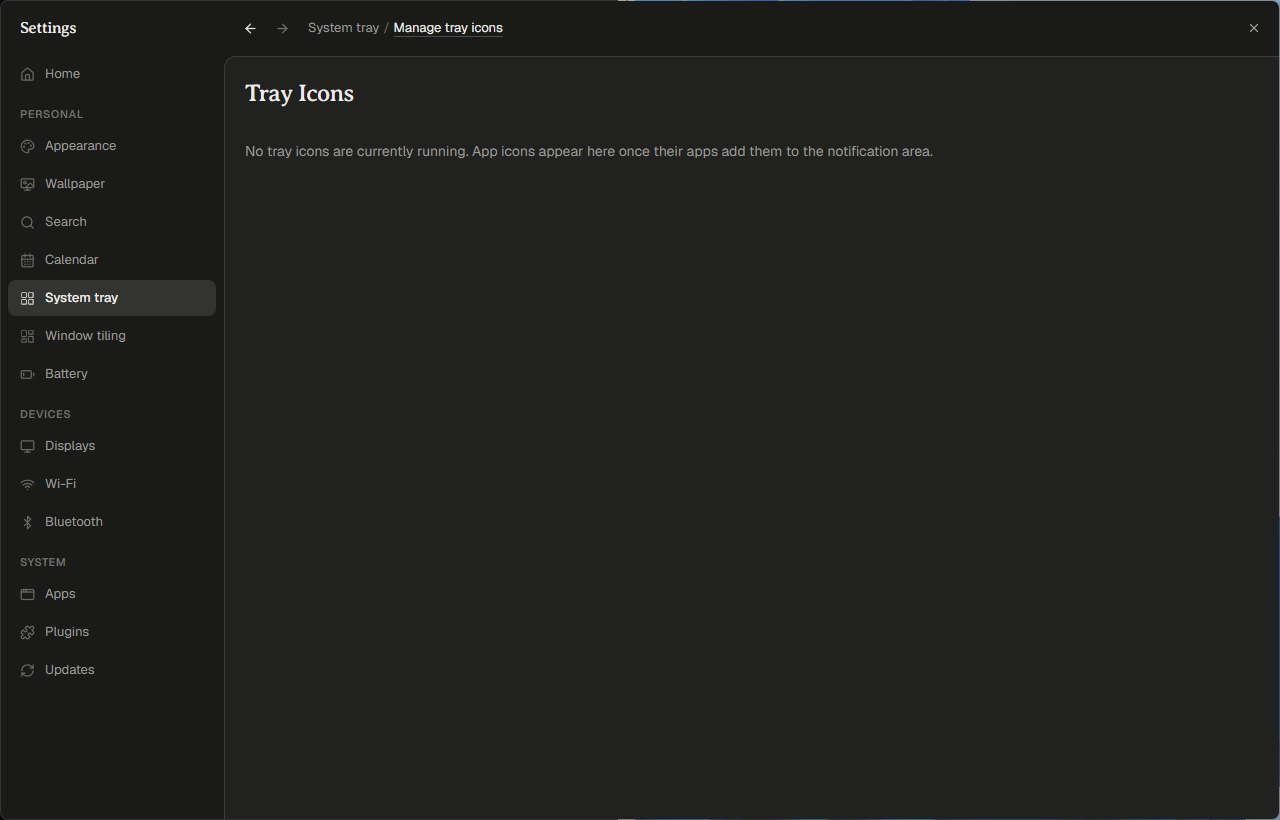 Settings
System tray / Manage tray icons
Home
PERSONAL
Appearance
Wallpaper
Search
Calendar
System tray
Window tiling
Battery
DEVICES
Displays
Wi-Fi
Bluetooth
SYSTEM
Apps
Plugins
Updates
Tray Icons
No tray icons are currently running. App icons appear here once their apps add them to the notification area.